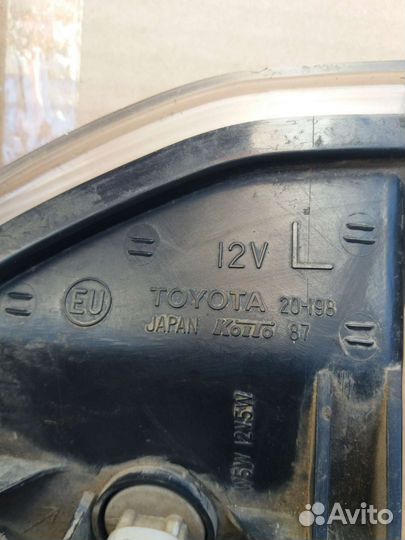 12V L
EU TOYOTA 20-198
JAPAN KOITO 87
W5W 12V5W
Avito